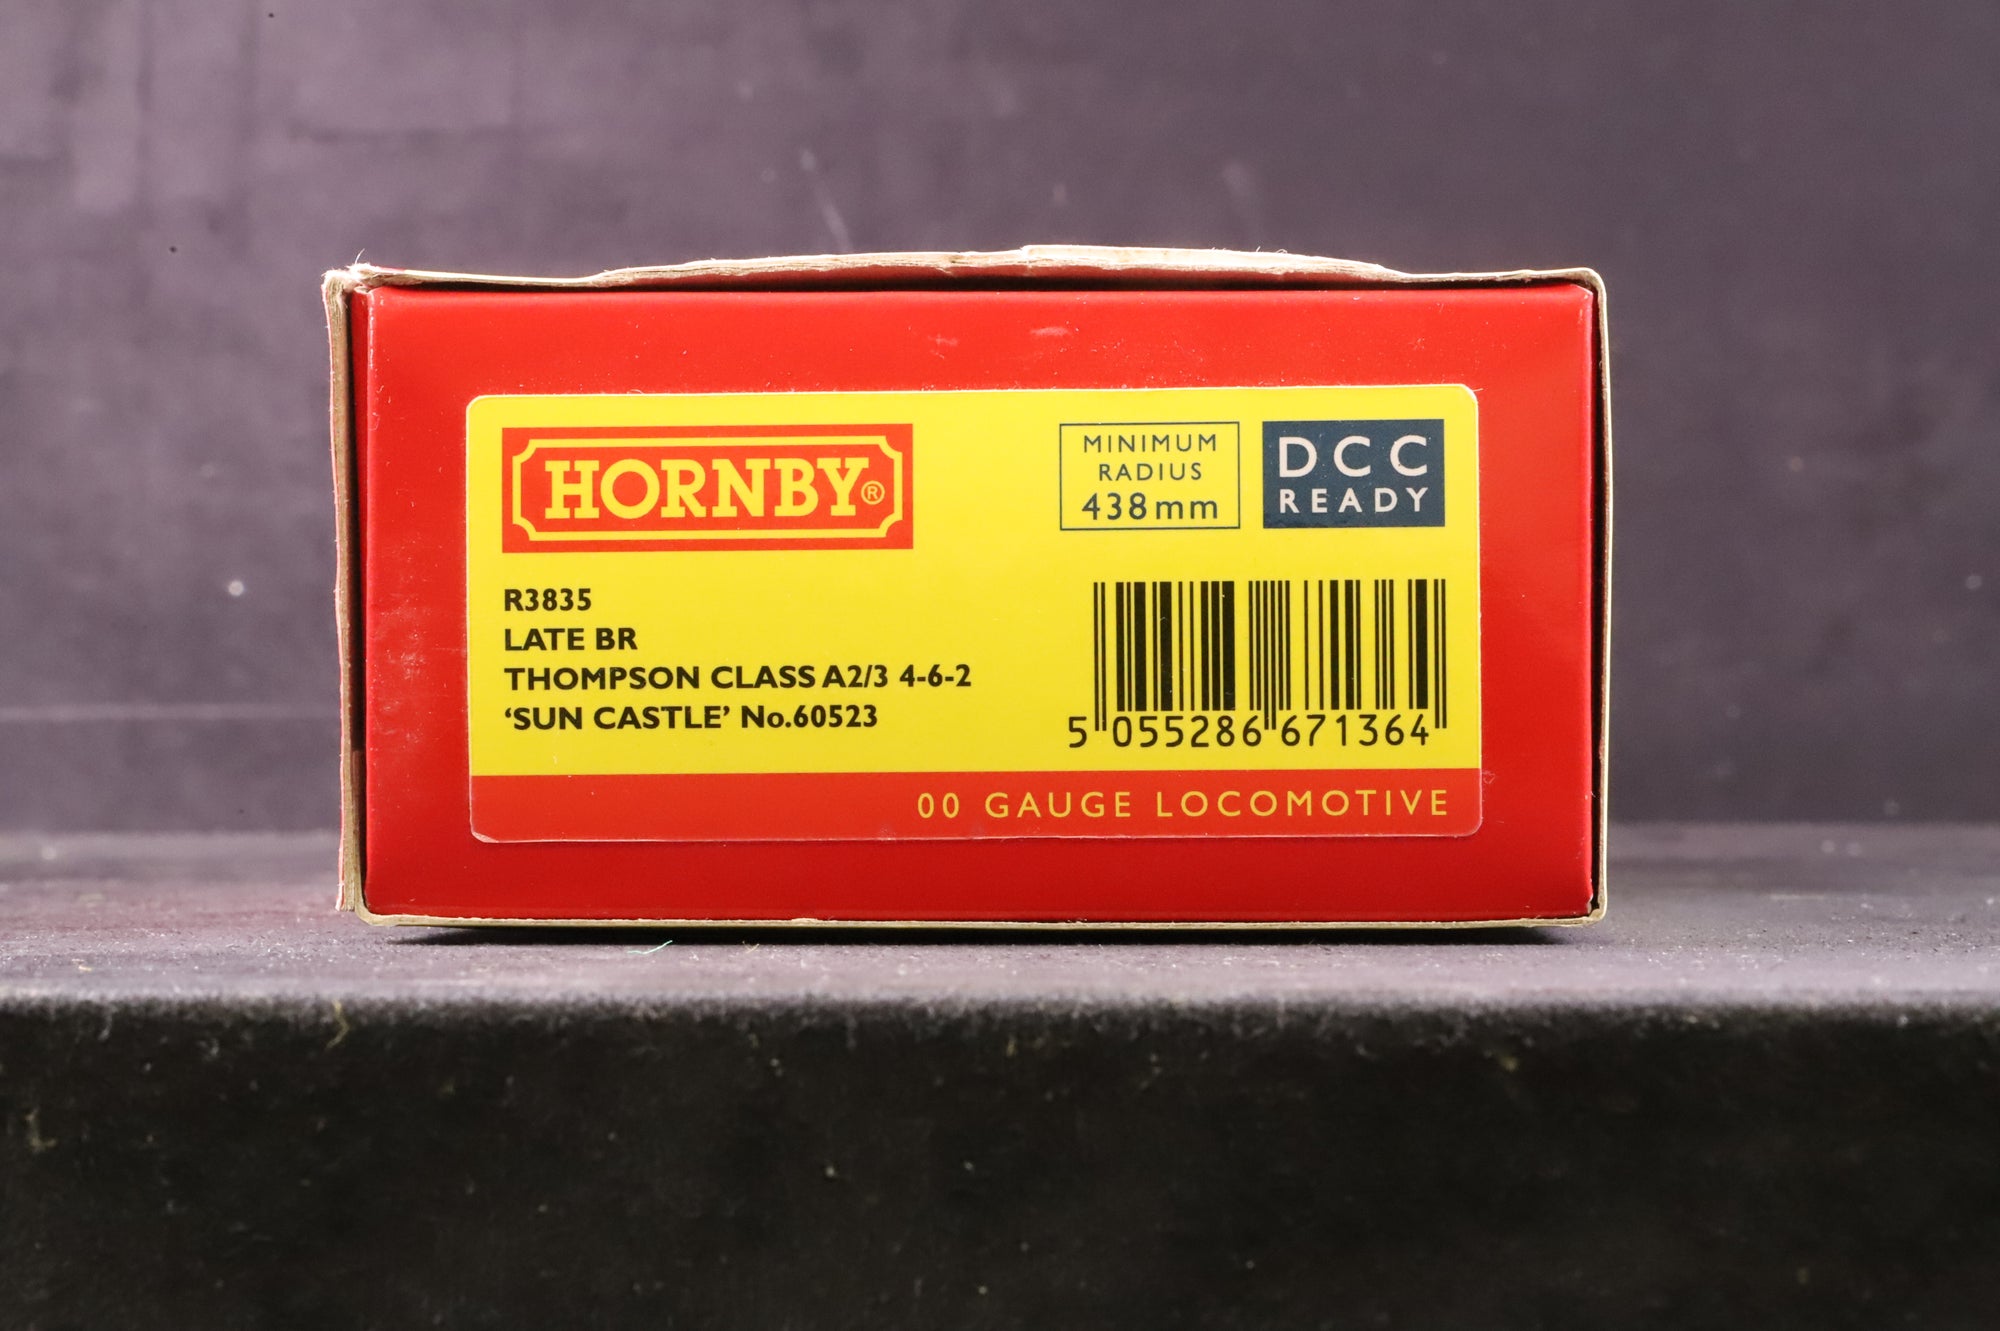 HORNBY®
MINIMUM
RADIUS
438mm
DCC
READY
R3835
LATE BR
THOMPSON CLASS A2/3 4-6-2
‘SUN CASTLE’ No.60523
5 055286 671364
00 GAUGE LOCOMOTIVE